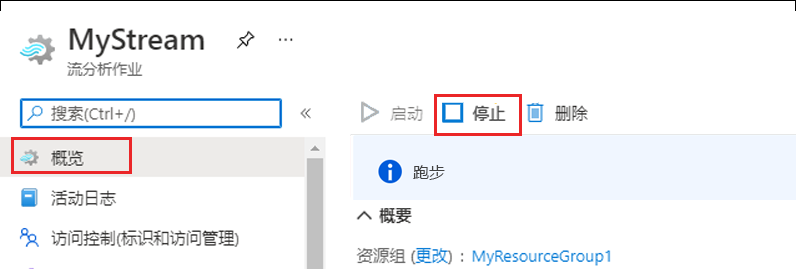 MyStream
流分析作业
搜索(Ctrl+/)
概览
活动日志
访问控制(标识和访问管理)
启动 停止 删除
跑步
概要
资源组 (更改) : MyResourceGroup1